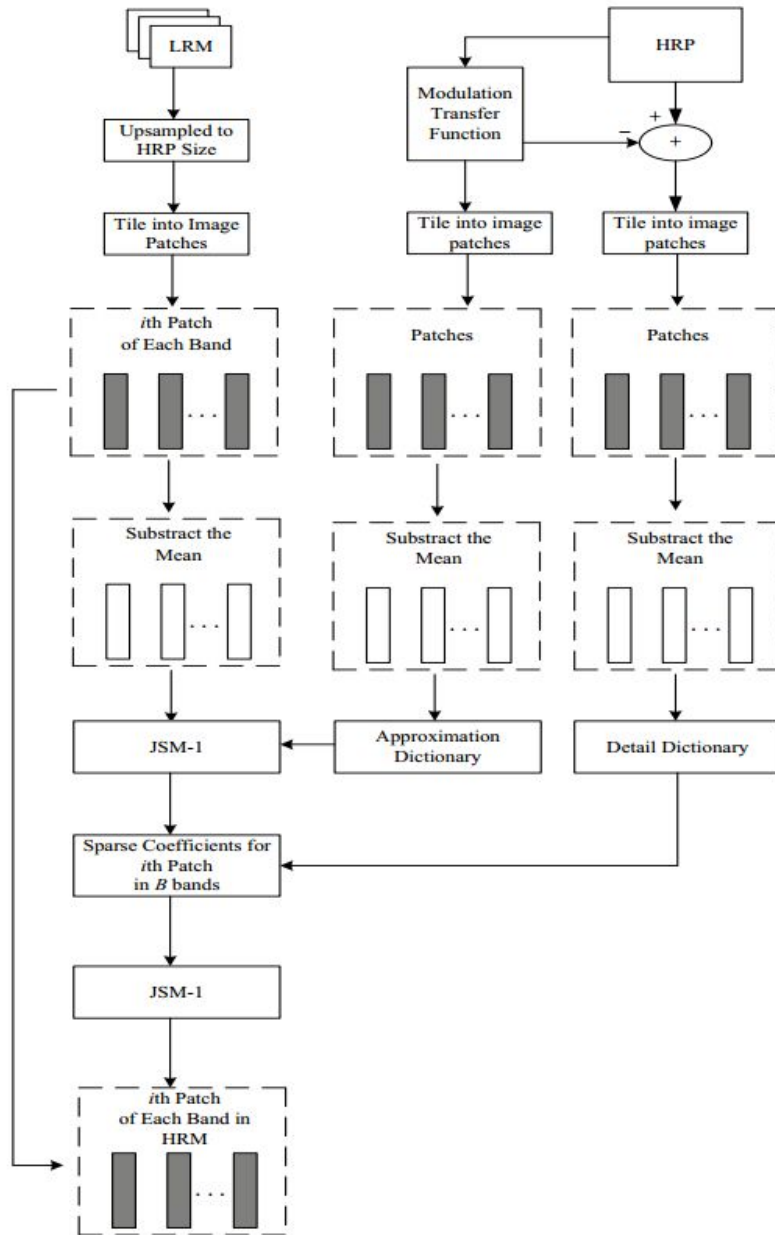 LRM
Upsampled to
HRP Size
Tile into Image
Patches
ith Patch
of Each Band
. . .
Substract the
Mean
. . .
JSM-1
Sparse Coefficients for
ith Patch
in B bands
JSM-1
ith Patch
of Each Band in
HRM
. . .
HRP
Modulation
Transfer
Function
+
−
+
Tile into image
patches
Patches
. . .
Substract the
Mean
. . .
Approximation
Dictionary
Tile into image
patches
Patches
. . .
Substract the
Mean
. . .
Detail Dictionary